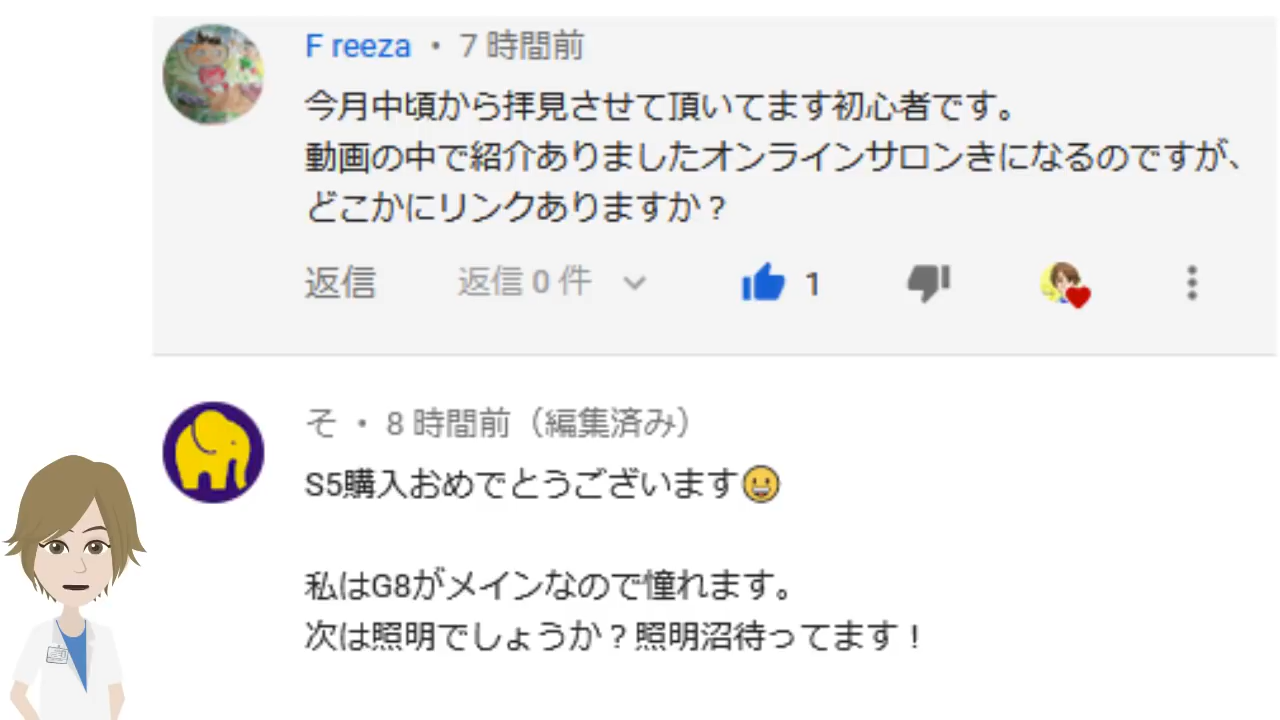 F reeza ・ 7 時間前
今月中頃から拝見させて頂いてます初心者です。
動画の中で紹介ありましたオンラインサロンきになるのですが、
どこかにリンクありますか？
返信 返信 0 件 1
そ ・ 8 時間前（編集済み）
S5購入おめでとうございます😀
私はG8がメインなので憧れます。
次は照明でしょうか？照明沼待ってます！